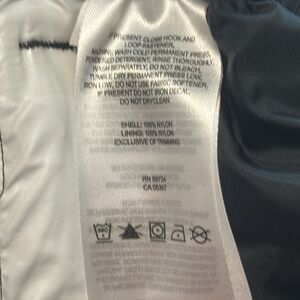 IF PRESENT CLOSE HOOK AND
LOOP FASTENER,
MACHINE WASH COLD PERMANENT PRESS,
POWDERED DETERGENT, RINSE THOROUGHLY,
WASH SEPARATELY, DO NOT BLEACH,
TUMBLE DRY PERMANENT PRESS LOW,
IRON LOW, DO NOT USE FABRIC SOFTENER,
IF PRESENT DO NOT IRON DECAL,
DO NOT DRYCLEAN
SHELL: 100% NYLON
LINING: 100% NYLON
EXCLUSIVE OF TRIMMING
RN
CA 05367